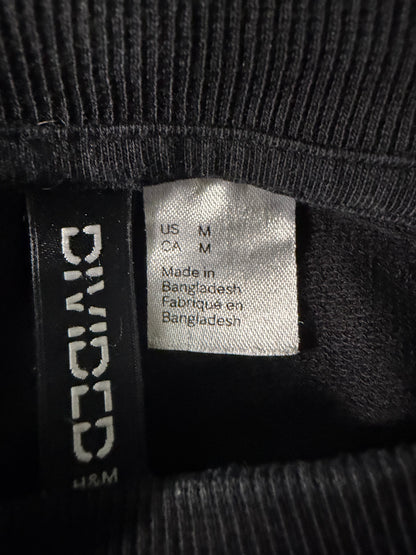 DIVIDED
H&M
US M
CA M
Made in
Bangladesh
Fabriqué en
Bangladesh